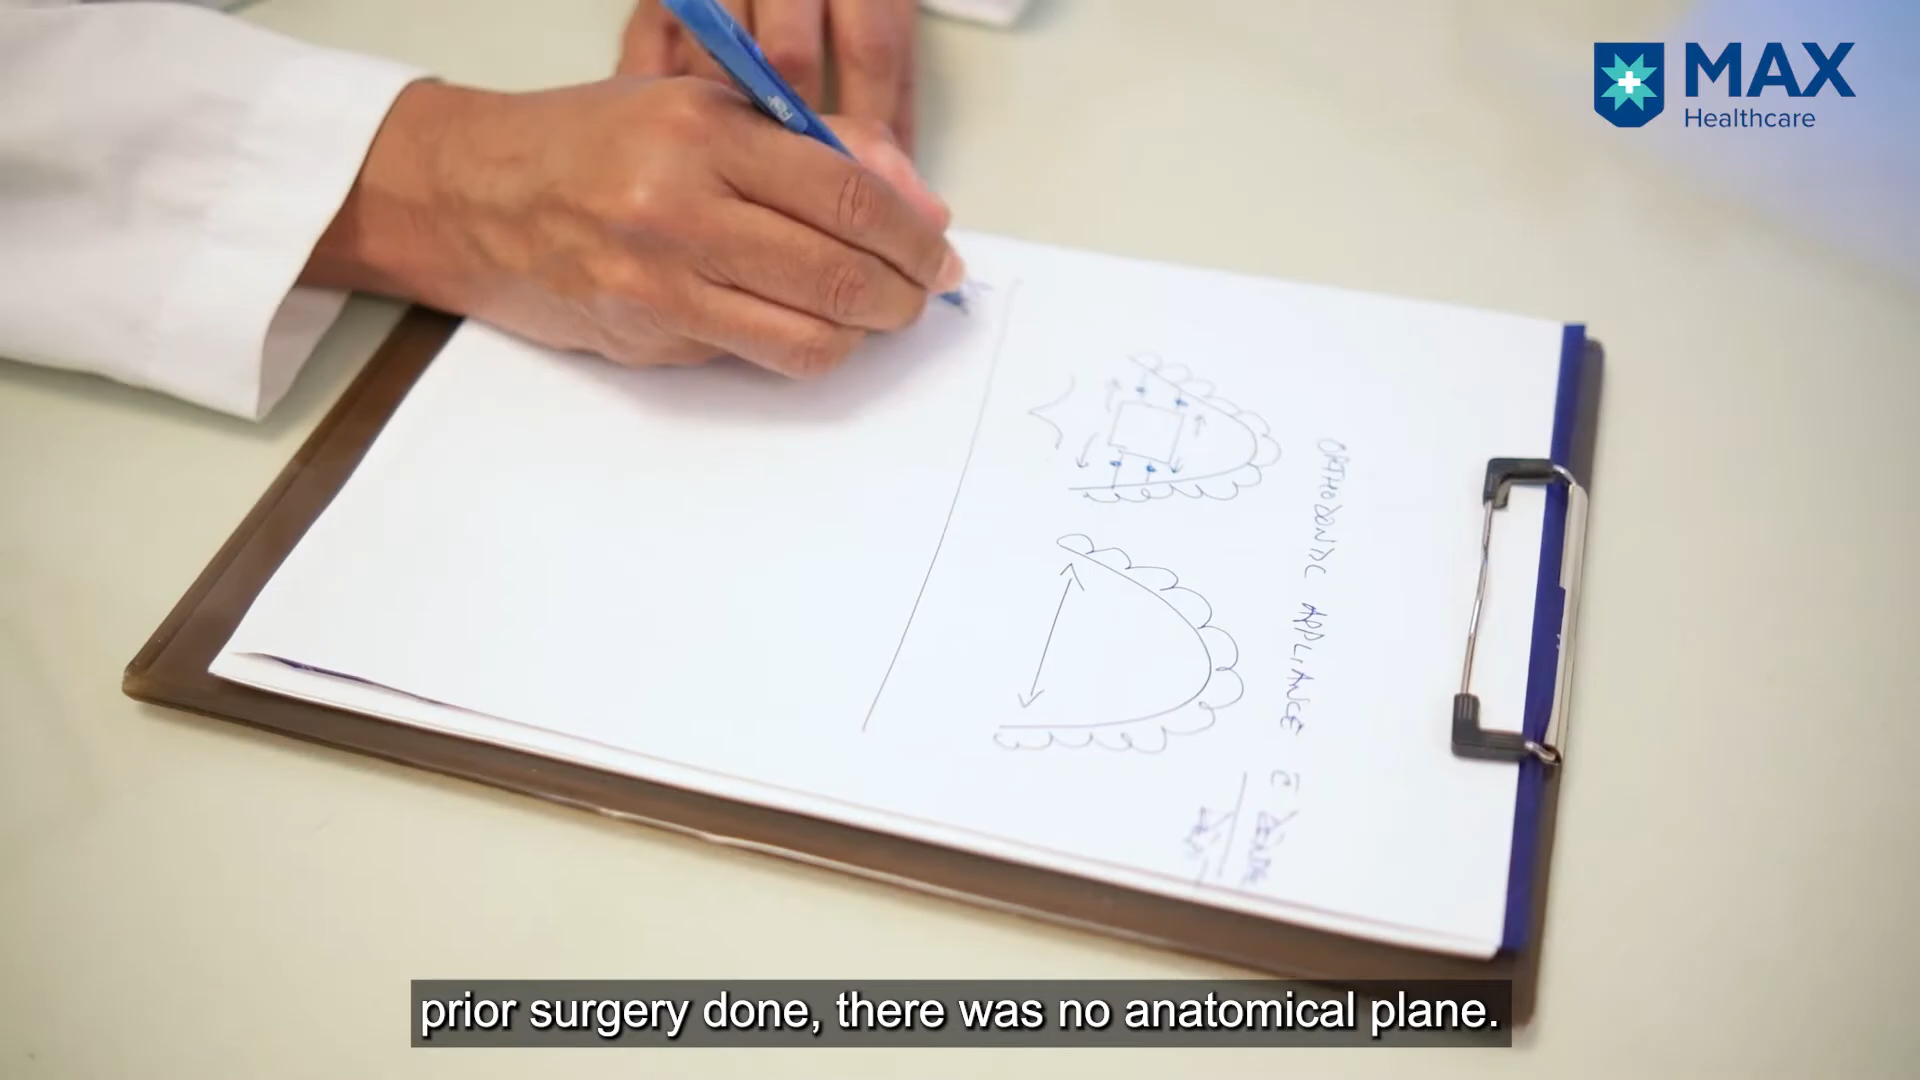 MAX
Healthcare
ORTHODONTIC APPLIANCE
prior surgery done, there was no anatomical plane.